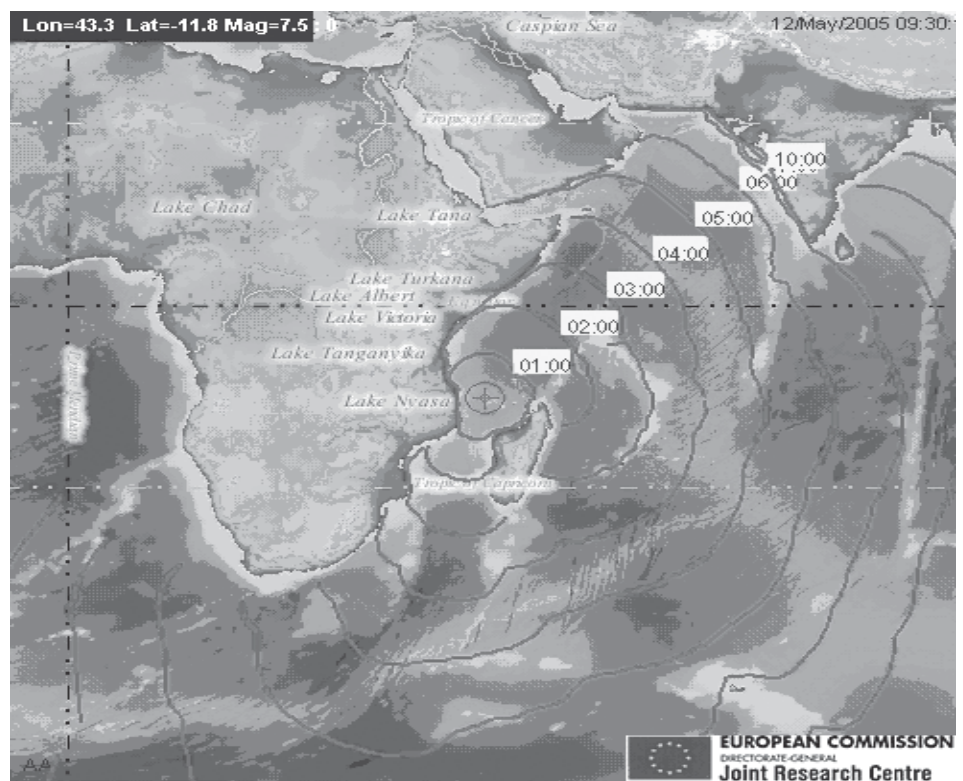 Lon=43.3 Lat=-11.8 Mag=7.5 : 0
12/May/2005 09:30:
Caspian Sea
Tropic of Cancer
10:00
06:00
Lake Chad
Lake Tana
05:00
04:00
Lake Turkana
03:00
Lake Albert
Lake Victoria
02:00
Lake Tanganyika
01:00
Lake Nyasa
Tropic of Capricorn
EUROPEAN COMMISSION
DIRECTORATE-GENERAL
Joint Research Centre